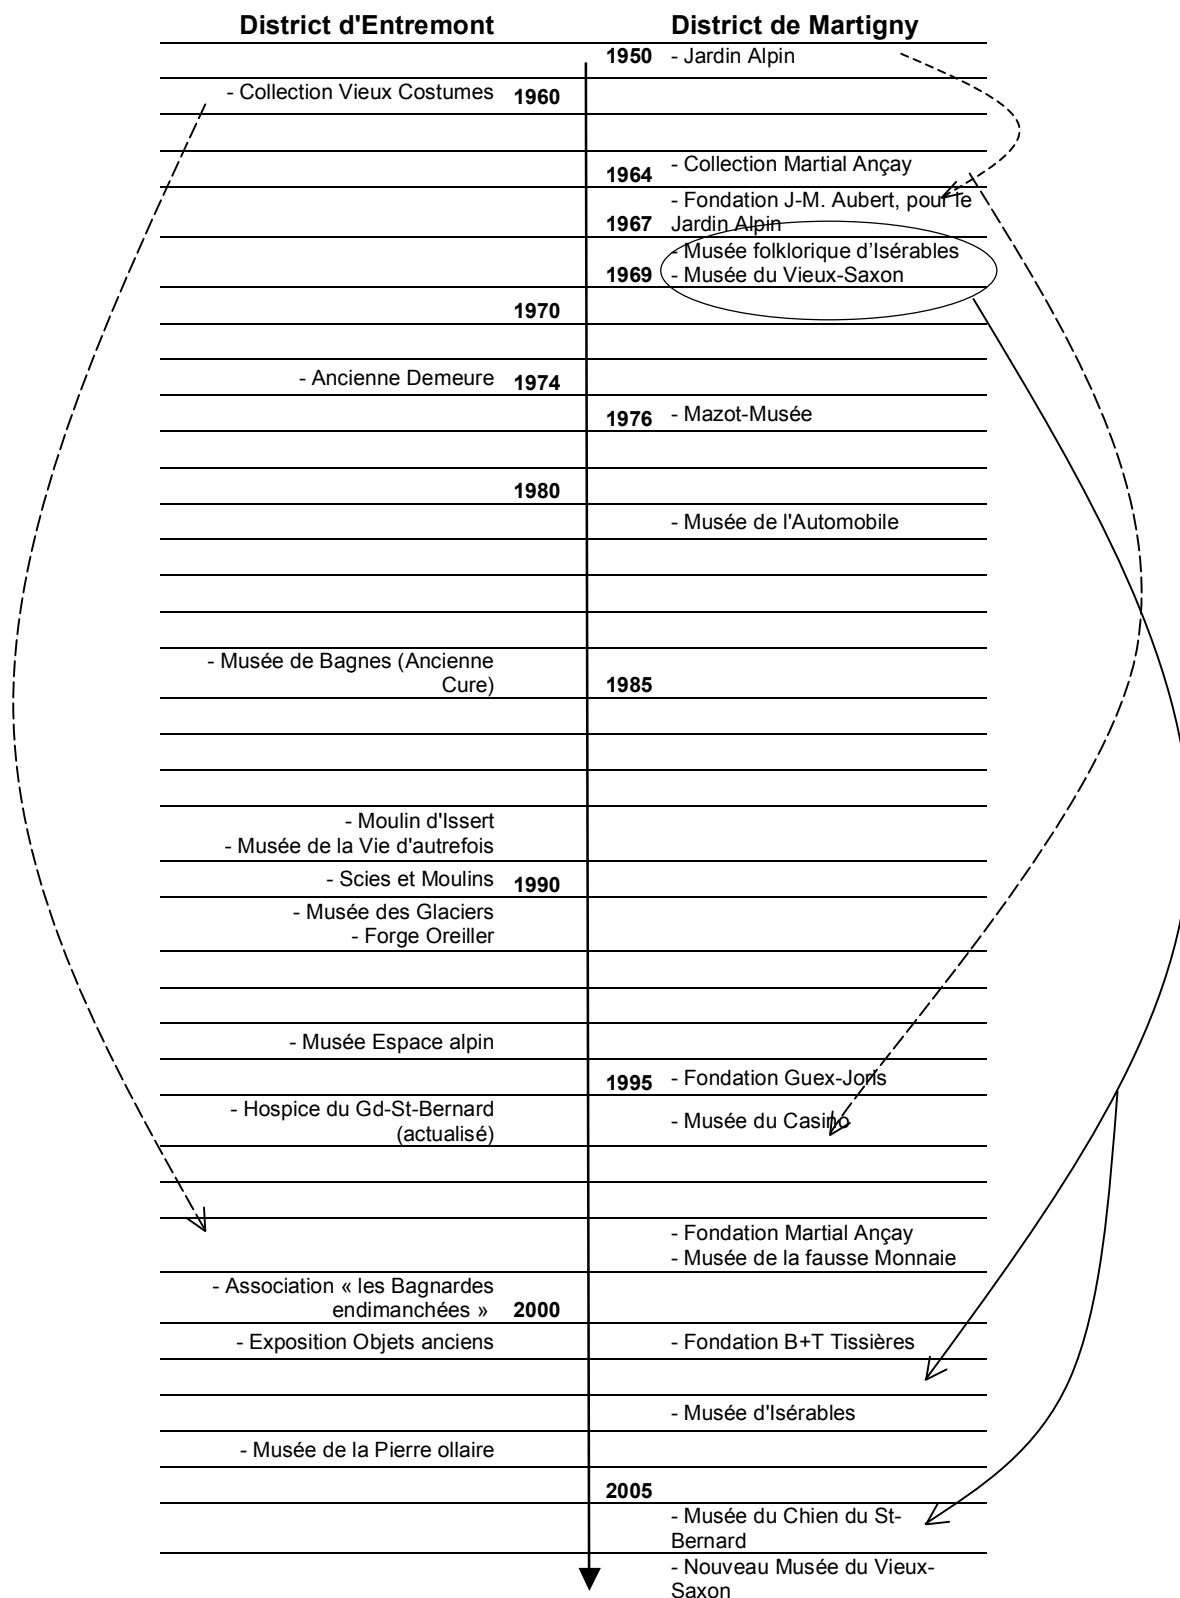 District d'Entremont
District de Martigny
1950 - Jardin Alpin
- Collection Vieux Costumes 1960
1964 - Collection Martial Ançay
- Fondation J-M. Aubert, pour le
1967 Jardin Alpin
- Musée folklorique d’Isérables
1969 - Musée du Vieux-Saxon
1970
- Ancienne Demeure 1974
1976 - Mazot-Musée
1980
- Musée de l'Automobile
- Musée de Bagnes (Ancienne
Cure) 1985
- Moulin d'Issert
- Musée de la Vie d'autrefois
- Scies et Moulins 1990
- Musée des Glaciers
- Forge Oreiller
- Musée Espace alpin
1995 - Fondation Guex-Joris
- Hospice du Gd-St-Bernard
(actualisé)
- Musée du Casino
- Fondation Martial Ançay
- Musée de la fausse Monnaie
- Association « les Bagnardes
endimanchées » 2000
- Exposition Objets anciens
- Fondation B+T Tissières
- Musée d'Isérables
- Musée de la Pierre ollaire
2005
- Musée du Chien du St-
Bernard
- Nouveau Musée du Vieux-
Saxon